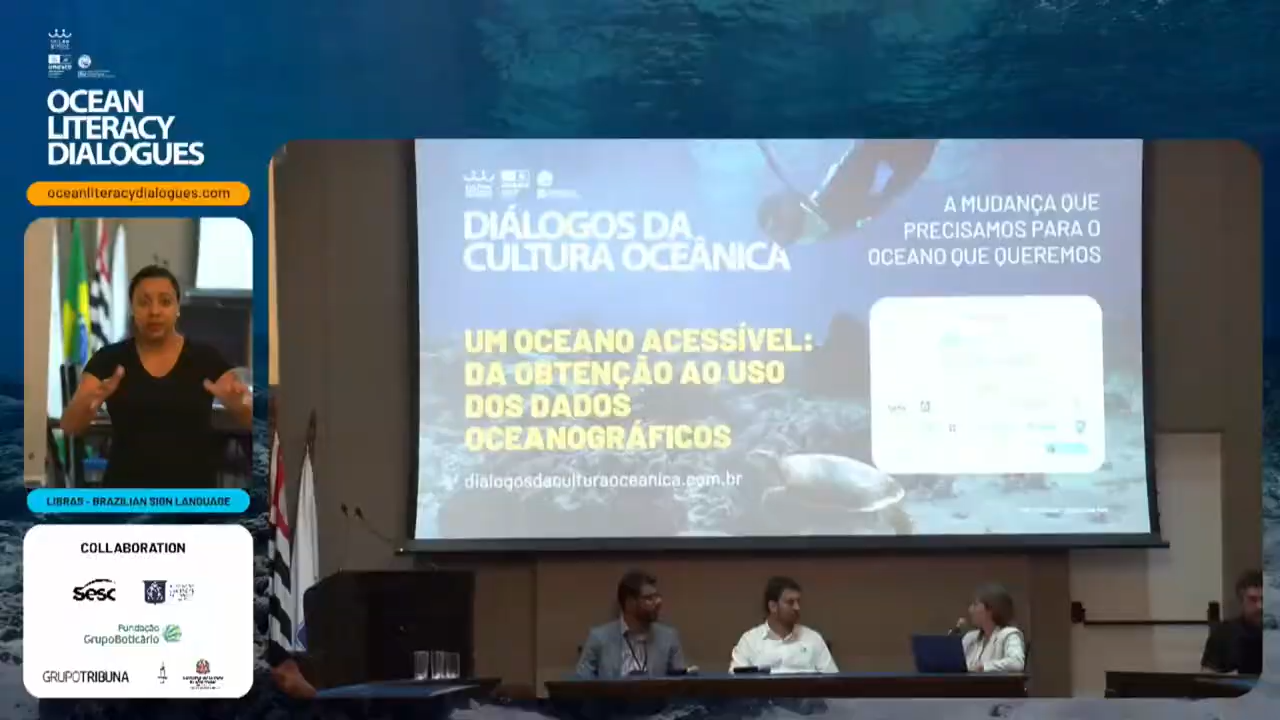 OCEAN
LITERACY
DIALOGUES
oceanliteracydialogues.com
LIBRAS - BRAZILIAN SIGN LANGUAGE
COLLABORATION
Sesc
Fundação
GrupoBoticário
GRUPOTRIBUNA
DIÁLOGOS DA
CULTURA OCEÂNICA
A MUDANÇA QUE
PRECISAMOS PARA O
OCEANO QUE QUEREMOS
UM OCEANO ACESSÍVEL:
DA OBTENÇÃO AO USO
DOS DADOS
OCEANOGRÁFICOS
dialogosdaculturaoceanica.com.br